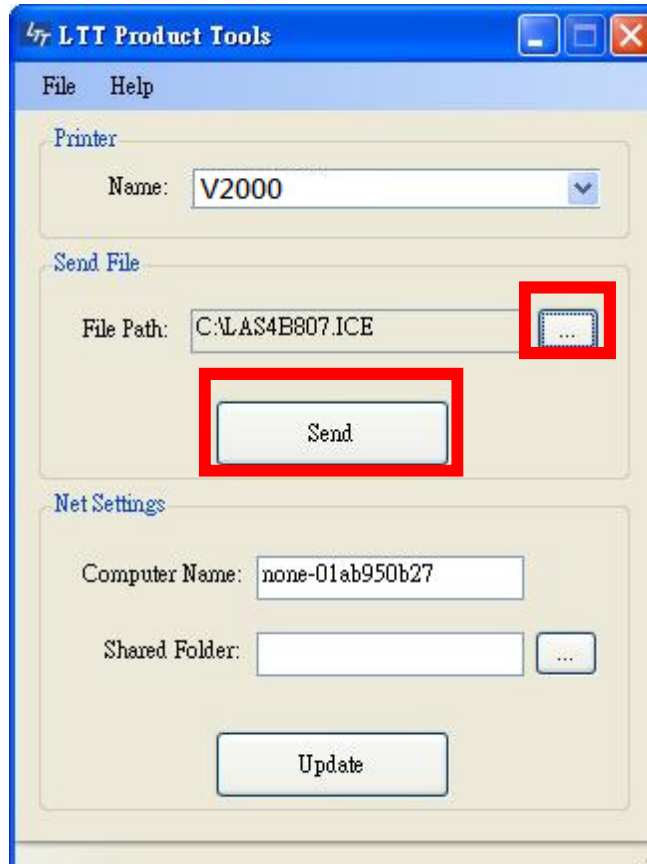 LTT LTT Product Tools
File Help
Printer
Name: V2000
Send File
File Path: C:\LAS4B807.ICE ...
Send
Net Settings
Computer Name: none-01ab950b27
Shared Folder: ...
Update